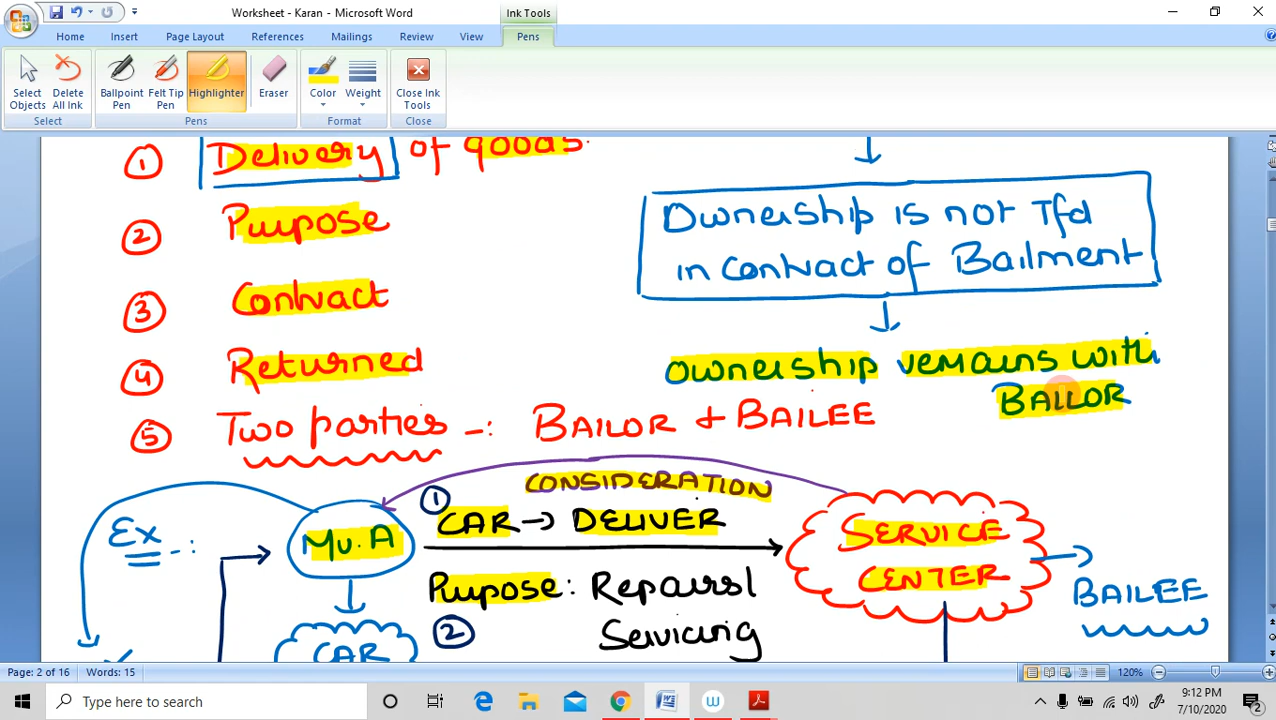 Worksheet - Karan - Microsoft Word
Ink Tools
Home Insert Page Layout References Mailings Review View Pens
Select Objects
Delete All Ink
Ballpoint Pen
Felt Tip Pen
Highlighter
Eraser
Color
Weight
Close Ink Tools
Select Pens Format Close
1 Delivery of goods.
2 Purpose
3 Contract
4 Returned
5 Two parties -: BAILOR + BAILEE
Ownership is not Tfd
in contract of Bailment
Ownership remains with
BAILOR
CONSIDERATION
Ex -:
Mr. A
1
CAR → DELIVER
SERVICE
CENTER
Purpose: Repairs/
2 Servicing
BAILEE
CAR
Page: 2 of 16 Words: 15 120%
Type here to search
9:12 PM
7/10/2020
2